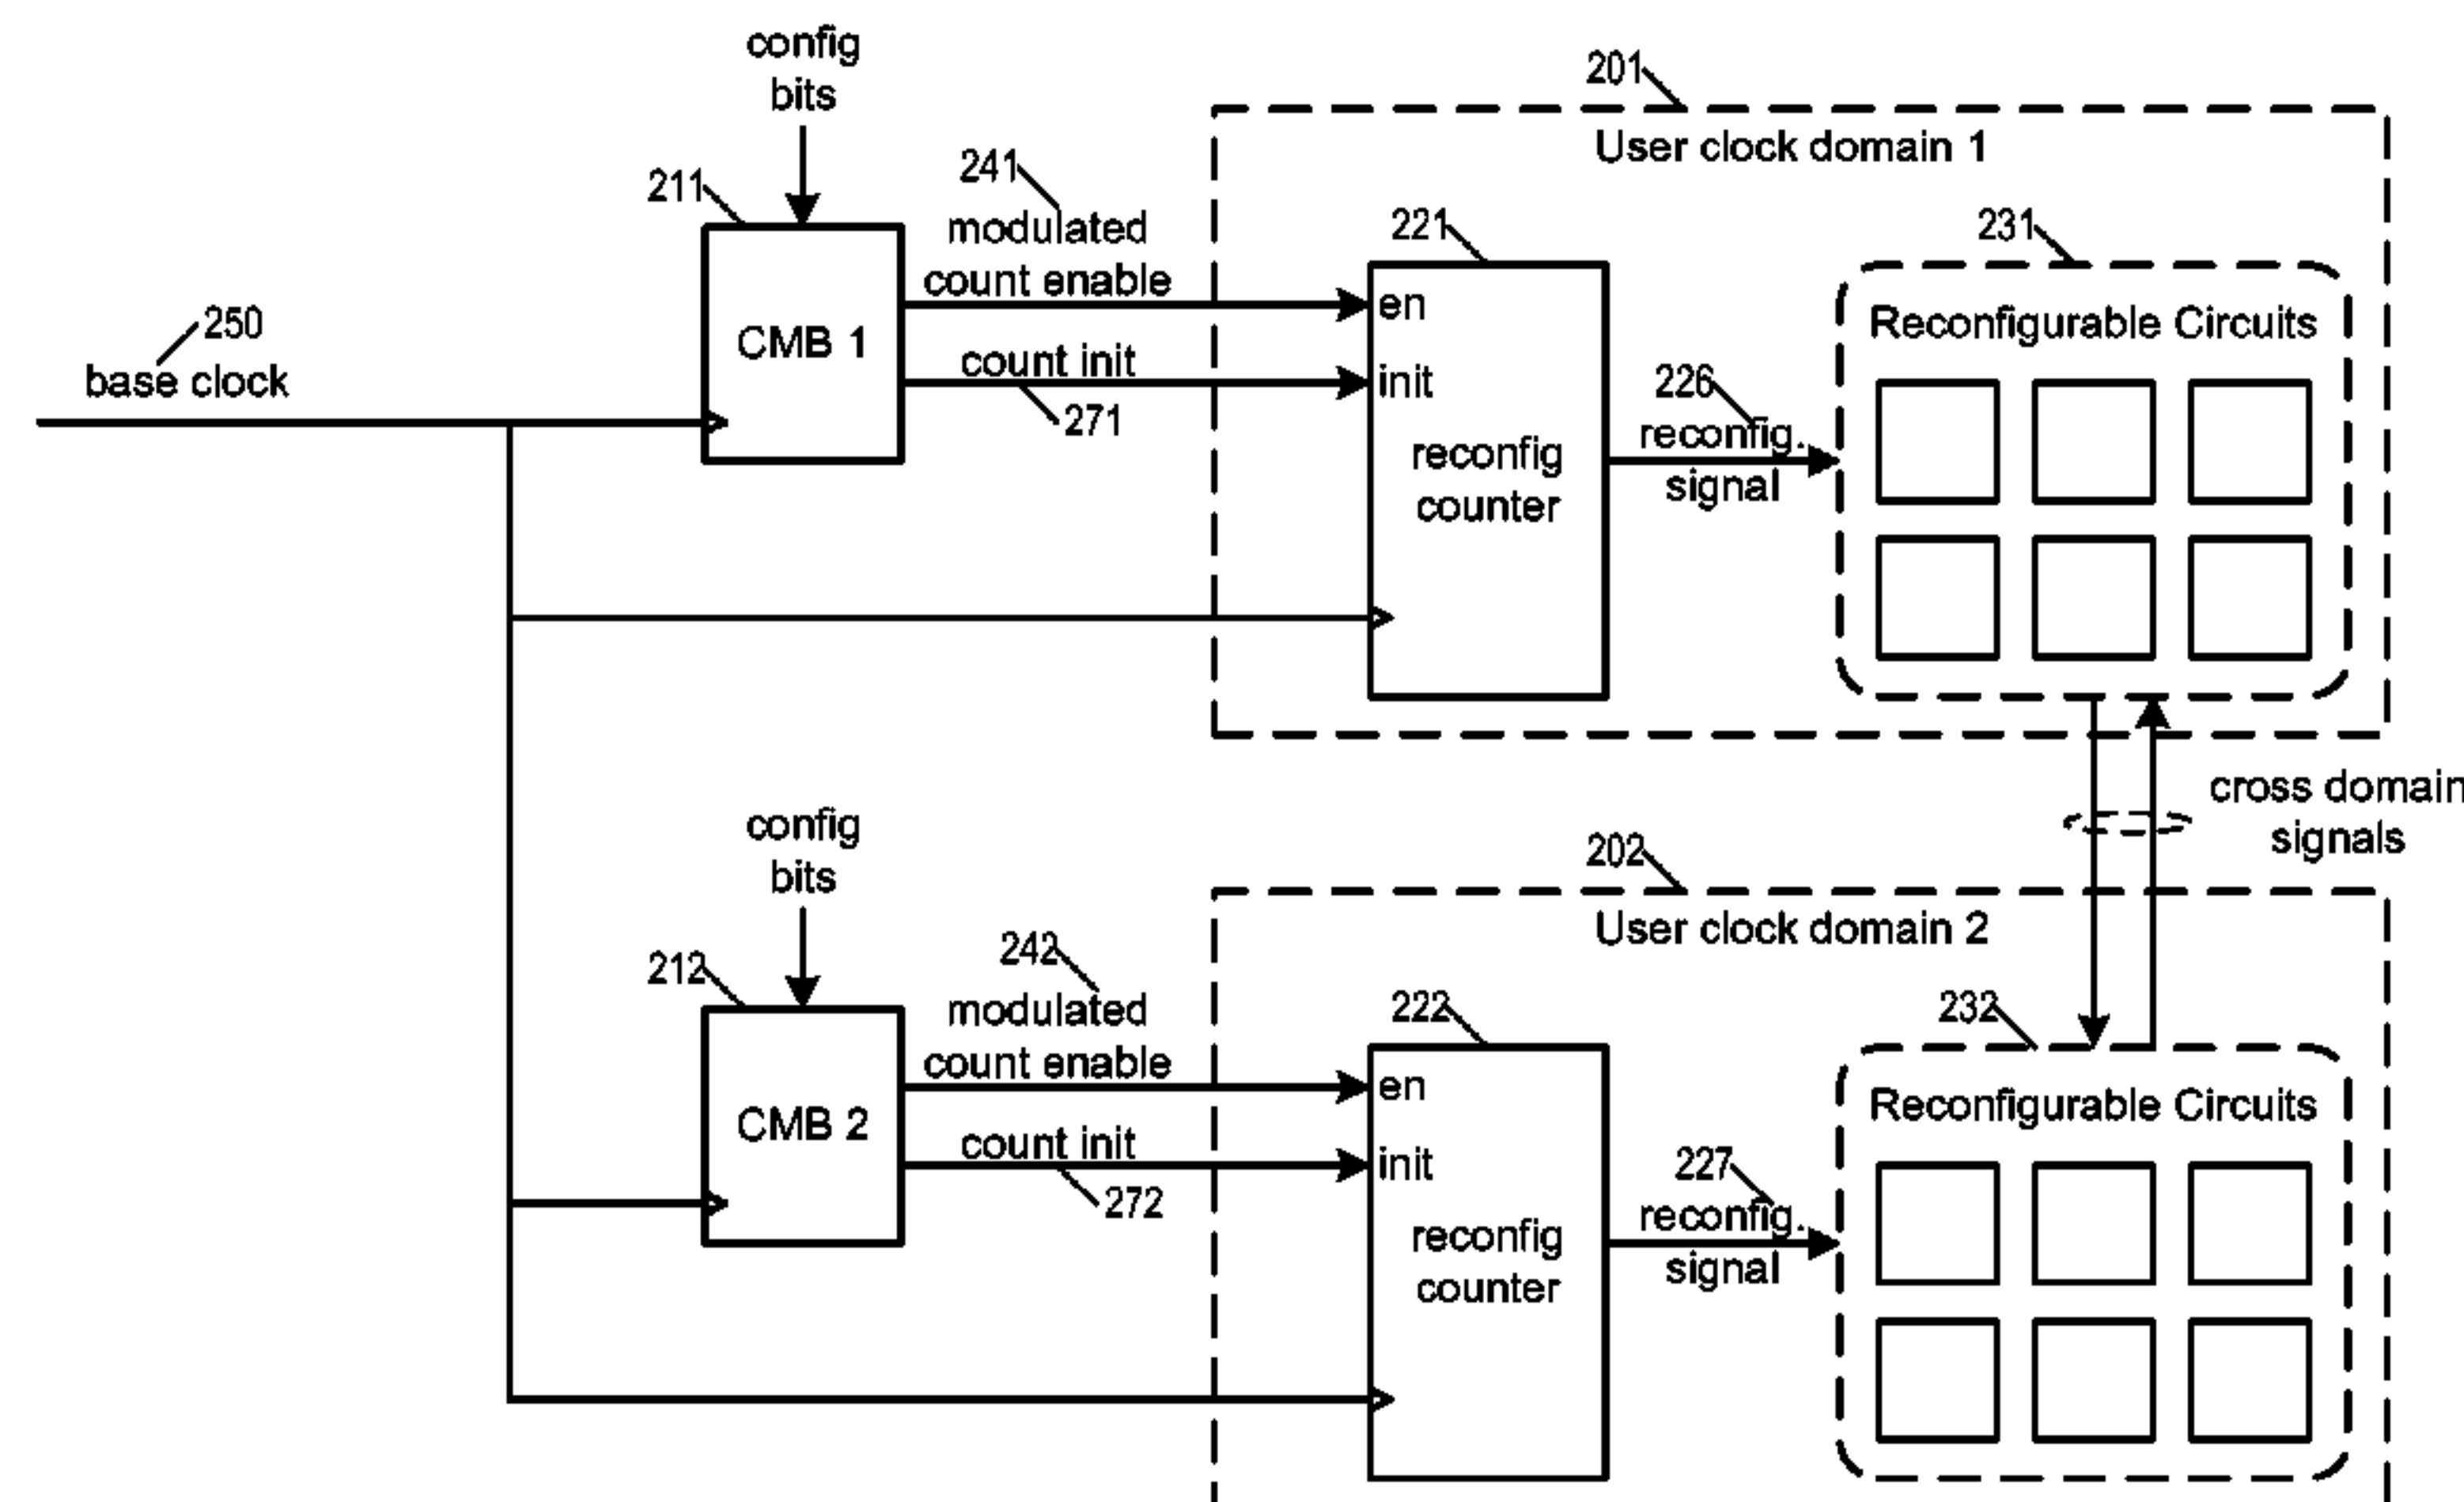 config
bits
201
User clock domain 1
241
modulated
count enable
211
221
231
en
CMB 1
Reconfigurable Circuits
250
base clock
count init
init
271
226
reconfig.
signal
reconfig
counter
cross domain
signals
config
bits
202
User clock domain 2
242
modulated
count enable
212
222
232
en
CMB 2
Reconfigurable Circuits
count init
init
272
227
reconfig.
signal
reconfig
counter